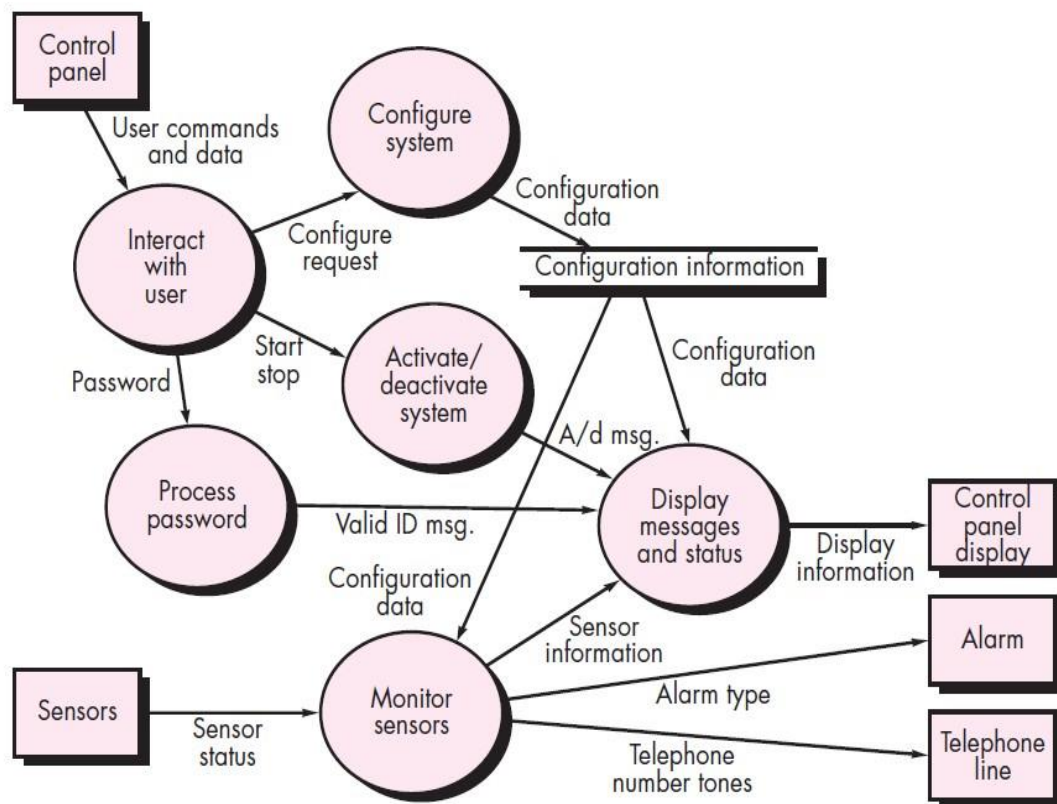 Control
panel
User commands
and data
Configure
system
Configuration
data
Interact
with
user
Configure
request
Configuration information
Start
stop
Activate/
deactivate
system
Configuration
data
Password
A/d msg.
Process
password
Valid ID msg.
Display
messages
and status
Control
panel
display
Display
information
Configuration
data
Sensor
information
Alarm
Sensors
Sensor
status
Monitor
sensors
Alarm type
Telephone
number tones
Telephone
line